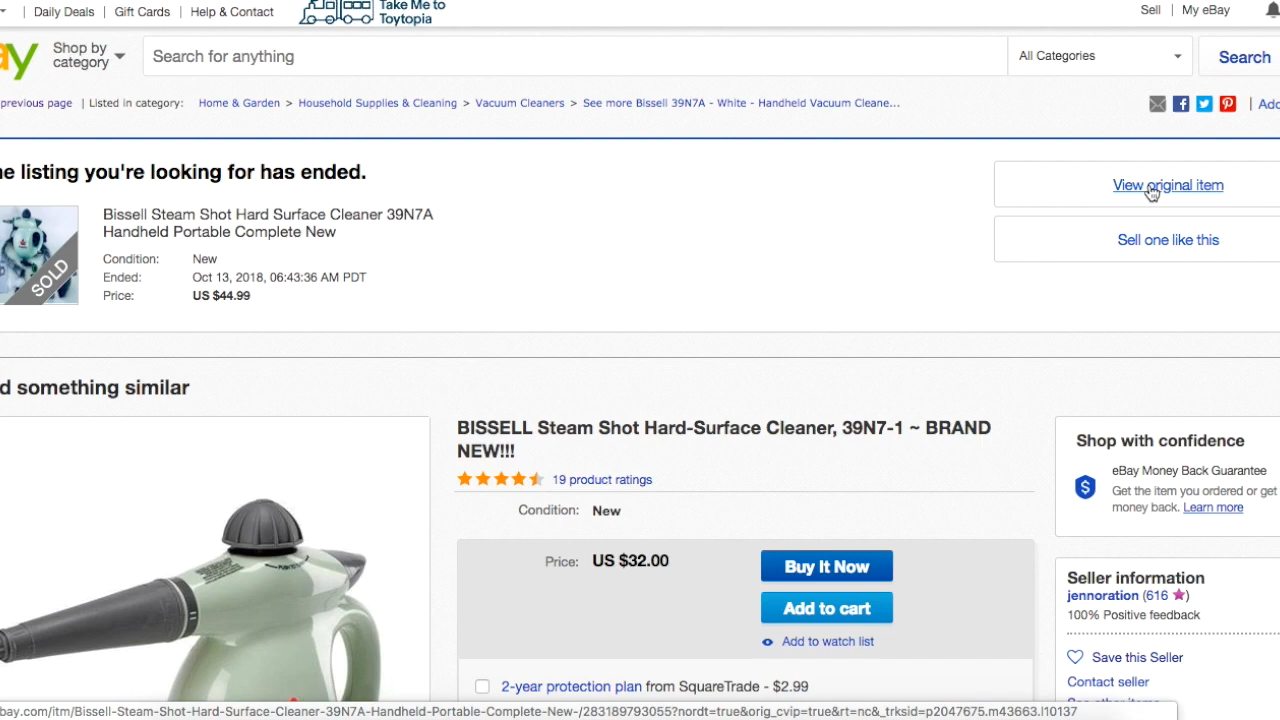 Daily Deals | Gift Cards | Help & Contact
Take Me to
Toytopia
Sell | My eBay
ay
Shop by
category
Search for anything
All Categories
Search
previous page | Listed in category: Home & Garden > Household Supplies & Cleaning > Vacuum Cleaners > See more Bissell 39N7A - White - Handheld Vacuum Cleane...
| Add
e listing you're looking for has ended.
View original item
Sell one like this
SOLD
Bissell Steam Shot Hard Surface Cleaner 39N7A
Handheld Portable Complete New
Condition: New
Ended: Oct 13, 2018, 06:43:36 AM PDT
Price: US $44.99
d something similar
BISSELL Steam Shot Hard-Surface Cleaner, 39N7-1 ~ BRAND
NEW!!!
19 product ratings
Condition: New
Price: US $32.00
Buy It Now
Add to cart
Add to watch list
2-year protection plan from SquareTrade - $2.99
Shop with confidence
eBay Money Back Guarantee
Get the item you ordered or get
money back. Learn more
Seller information
jennoration (616)
100% Positive feedback
Save this Seller
Contact seller
bay.com/itm/Bissell-Steam-Shot-Hard-Surface-Cleaner-39N7A-Handheld-Portable-Complete-New-/283189793055?nordt=true&orig_cvip=true&rt=nc&_trksid=p2047675.m43663.l10137